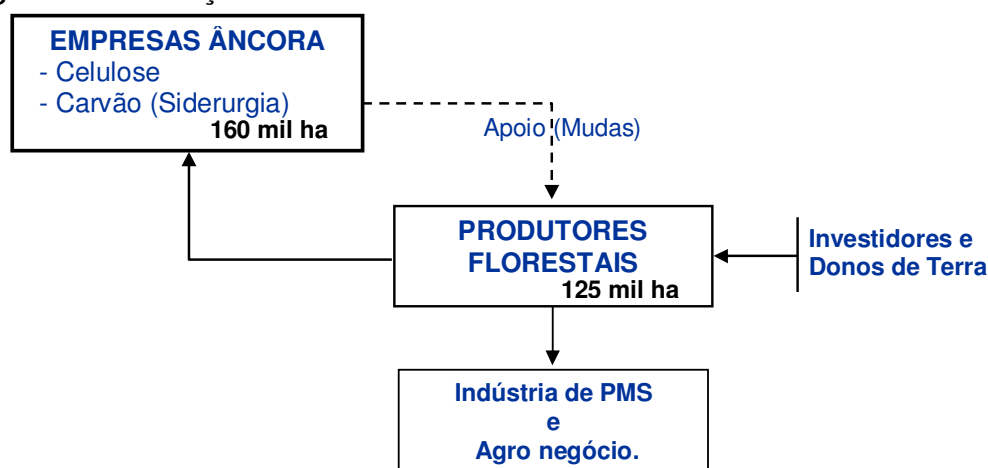 EMPRESAS ÂNCORA
- Celulose
- Carvão (Siderurgia)
160 mil ha
Apoio (Mudas)
PRODUTORES
FLORESTAIS
125 mil ha
Investidores e
Donos de Terra
Indústria de PMS
e
Agro negócio.